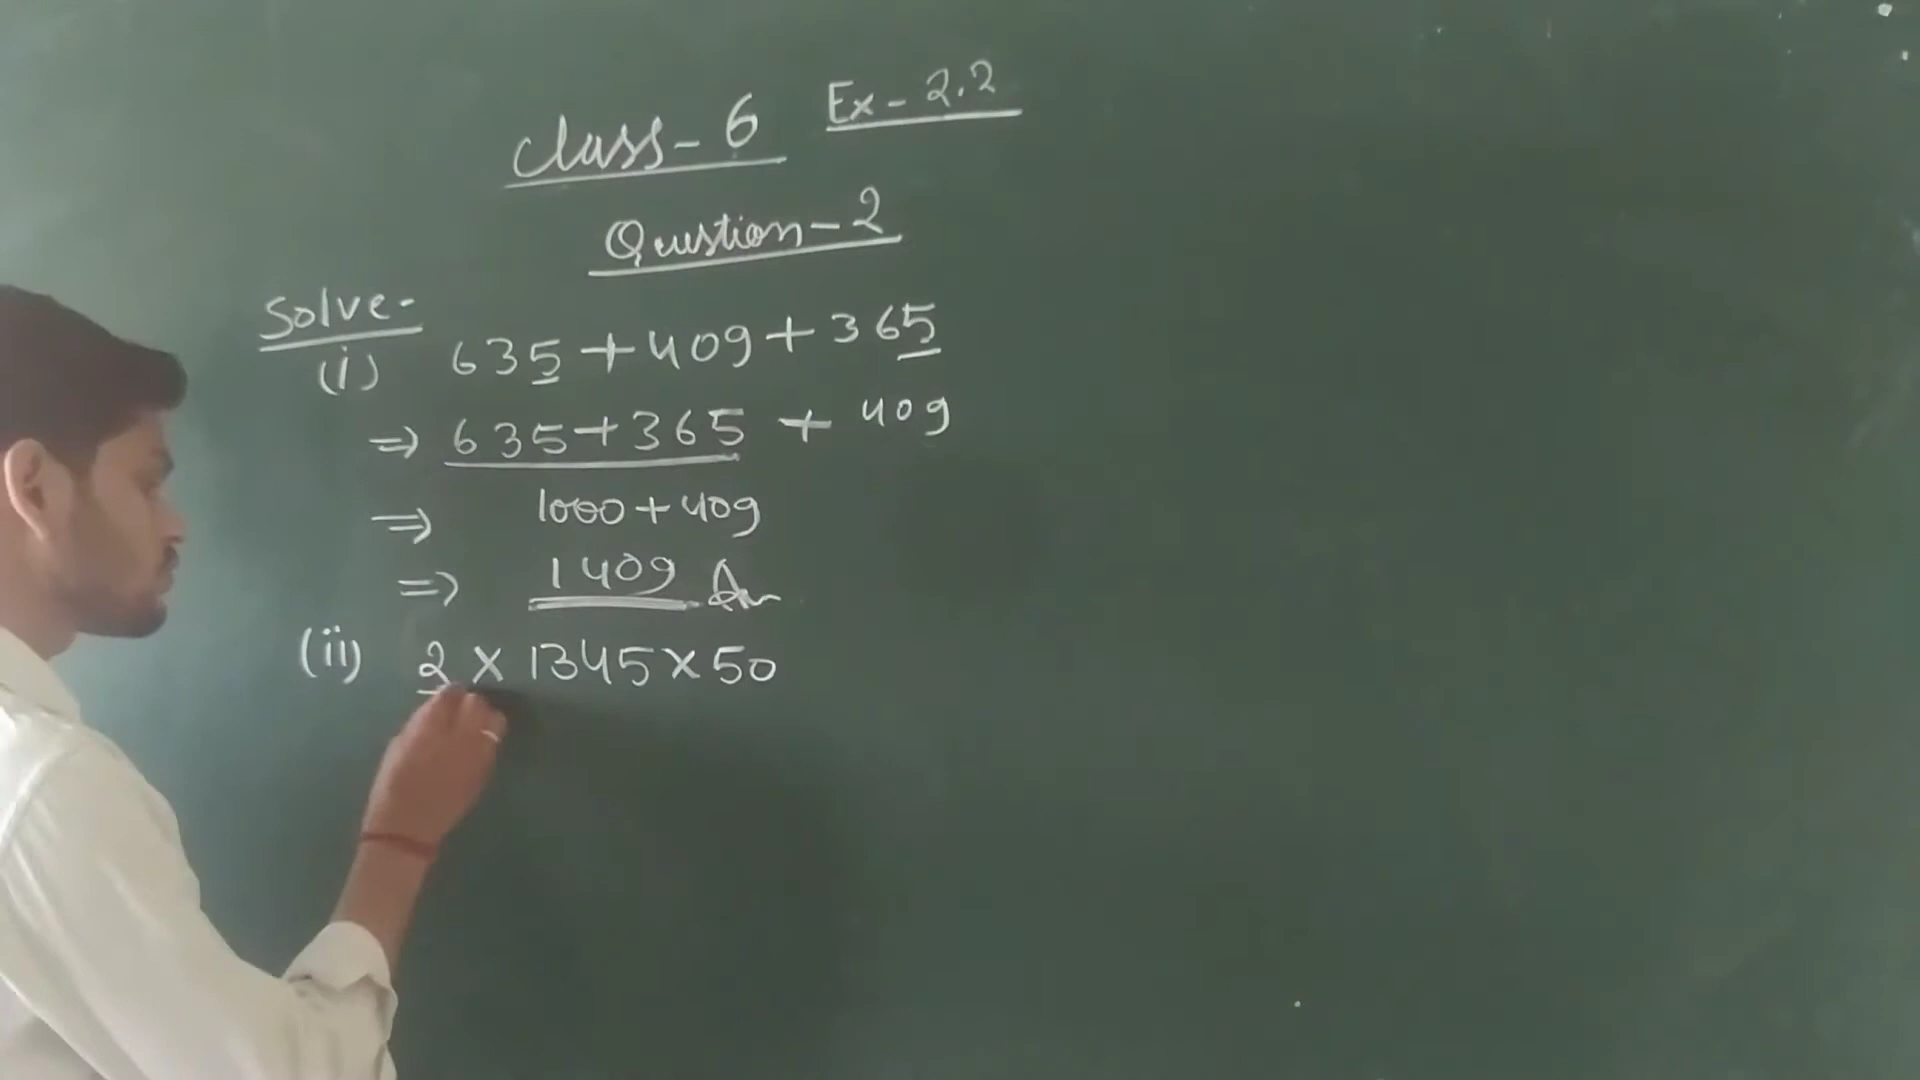 Class-6 Ex-2.2
Question-2
Solve-
(i) 635+409+365
⇒ 635+365 + 409
⇒ 1000+409
⇒ 1409 Ans
(ii) 2×1345×50